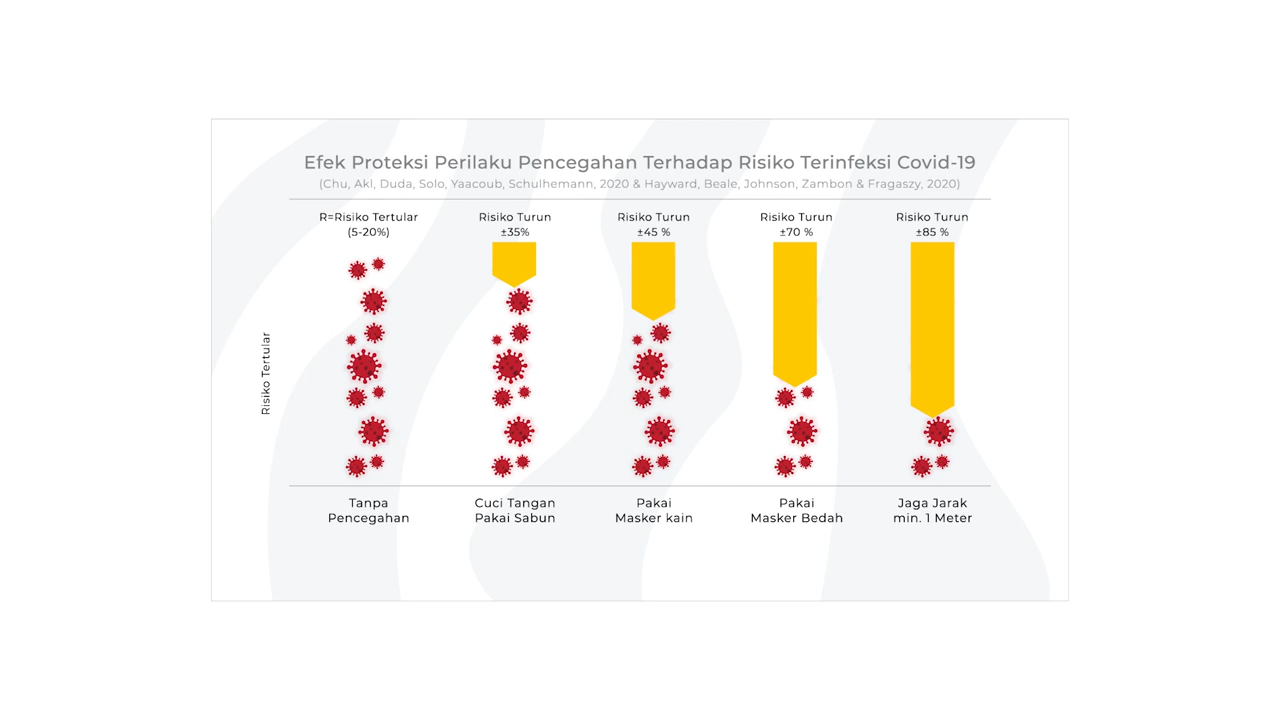 Efek Proteksi Perilaku Pencegahan Terhadap Risiko Terinfeksi Covid-19
(Chu, Akl, Duda, Solo, Yaacoub, Schulhemann, 2020 & Hayward, Beale, Johnson, Zambon & Fragaszy, 2020)
R=Risiko Tertular
(5-20%)
Risiko Turun
±35%
Risiko Turun
±45 %
Risiko Turun
±70 %
Risiko Turun
±85 %
Risiko Tertular
Tanpa
Pencegahan
Cuci Tangan
Pakai Sabun
Pakai
Masker kain
Pakai
Masker Bedah
Jaga Jarak
min. 1 Meter